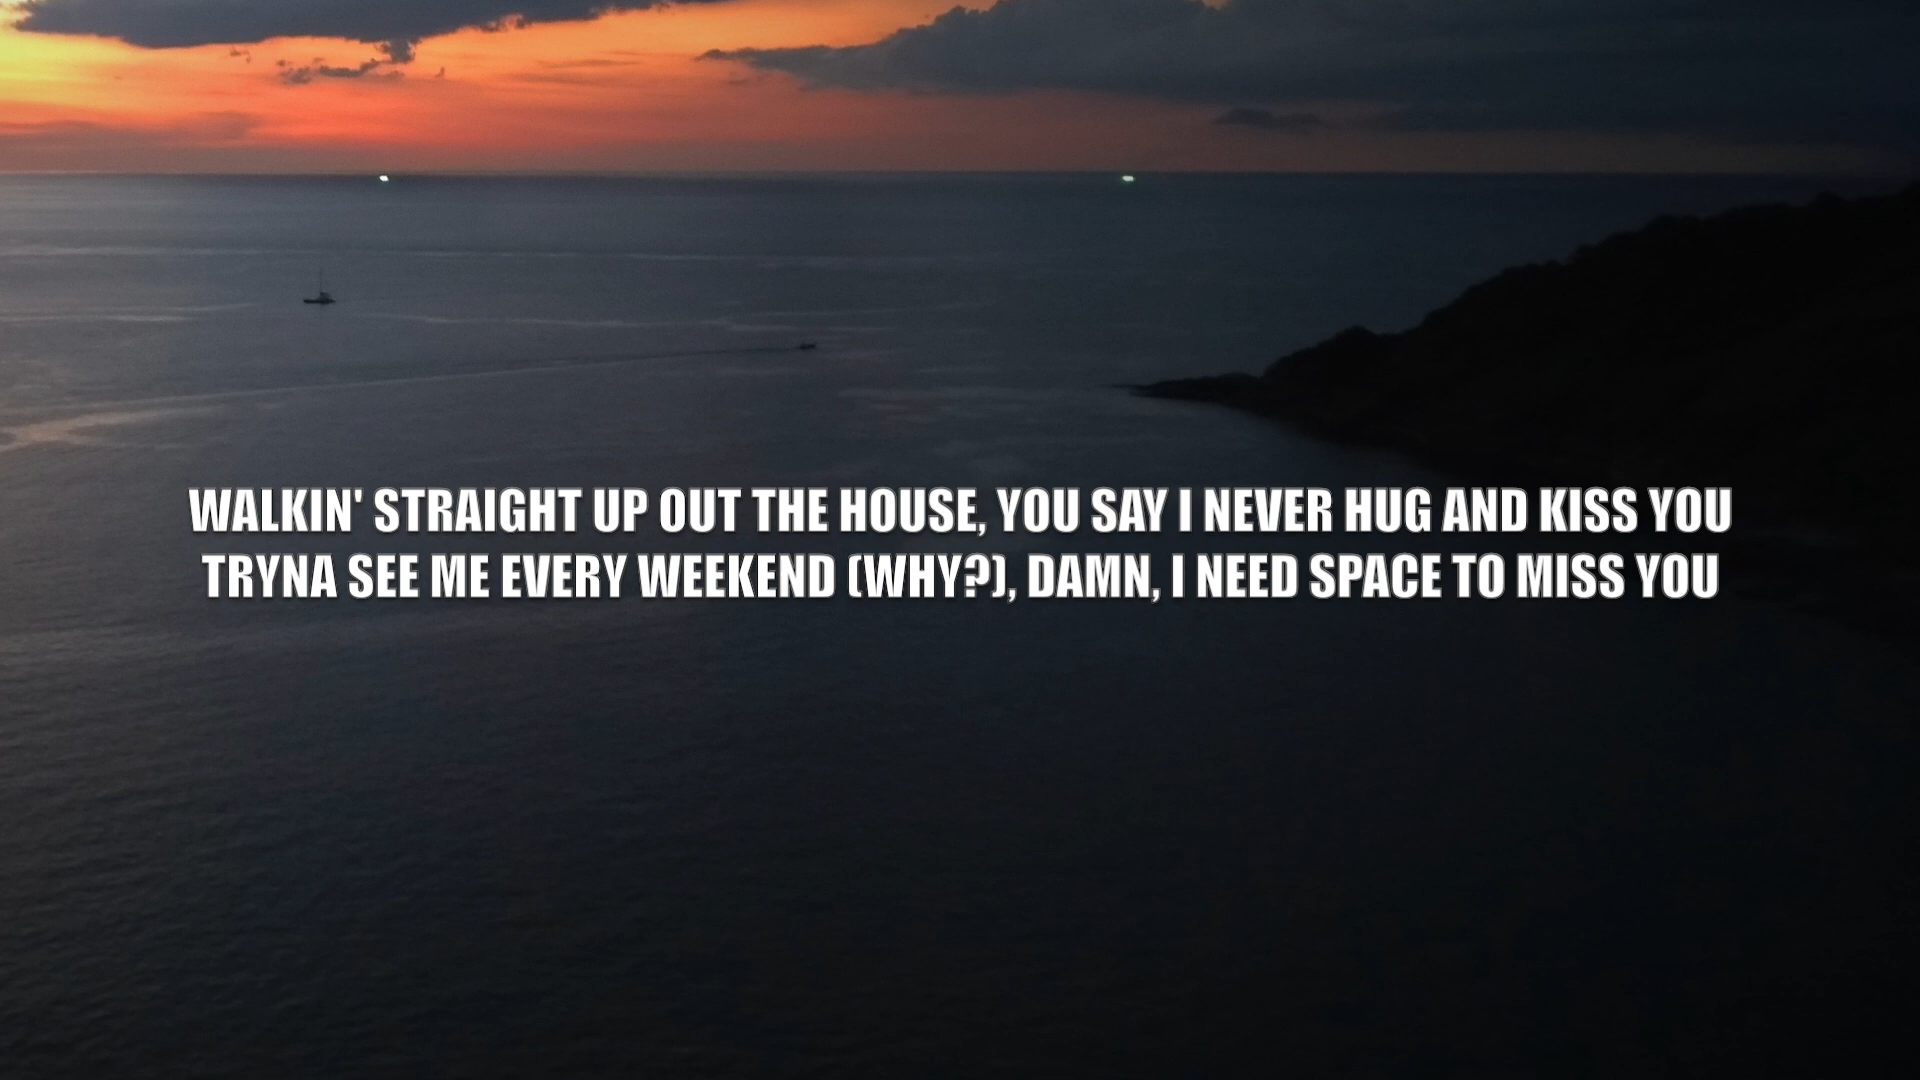 WALKIN' STRAIGHT UP OUT THE HOUSE, YOU SAY I NEVER HUG AND KISS YOU
TRYNA SEE ME EVERY WEEKEND (WHY?), DAMN, I NEED SPACE TO MISS YOU